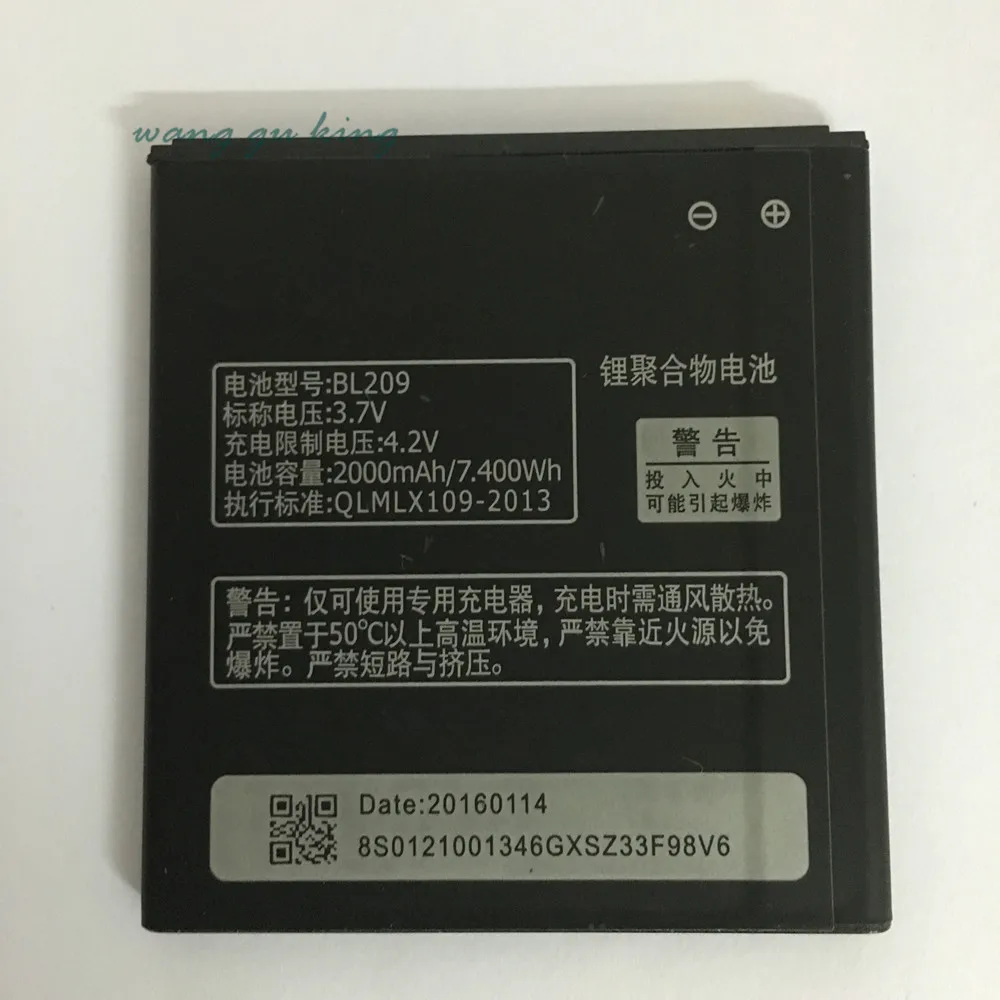 wang gu king
⊖ ⊕
电池型号:BL209
标称电压:3.7V
充电限制电压:4.2V
电池容量:2000mAh/7.400Wh
执行标准:QLMLX109-2013
锂聚合物电池
警告
投入火中
可能引起爆炸
警告：仅可使用专用充电器，充电时需通风散热。
严禁置于50℃以上高温环境，严禁靠近火源以免
爆炸。严禁短路与挤压。
Date:20160114
8S0121001346GXSZ33F98V6